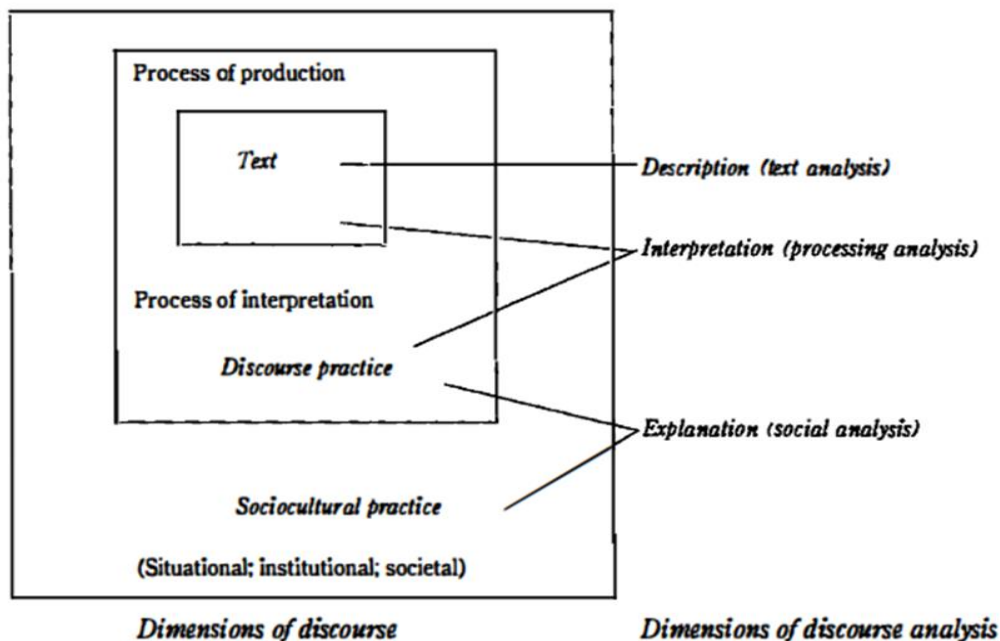 Process of production
Text
Description (text analysis)
Interpretation (processing analysis)
Process of interpretation
Discourse practice
Explanation (social analysis)
Sociocultural practice
(Situational; institutional; societal)
Dimensions of discourse
Dimensions of discourse analysis